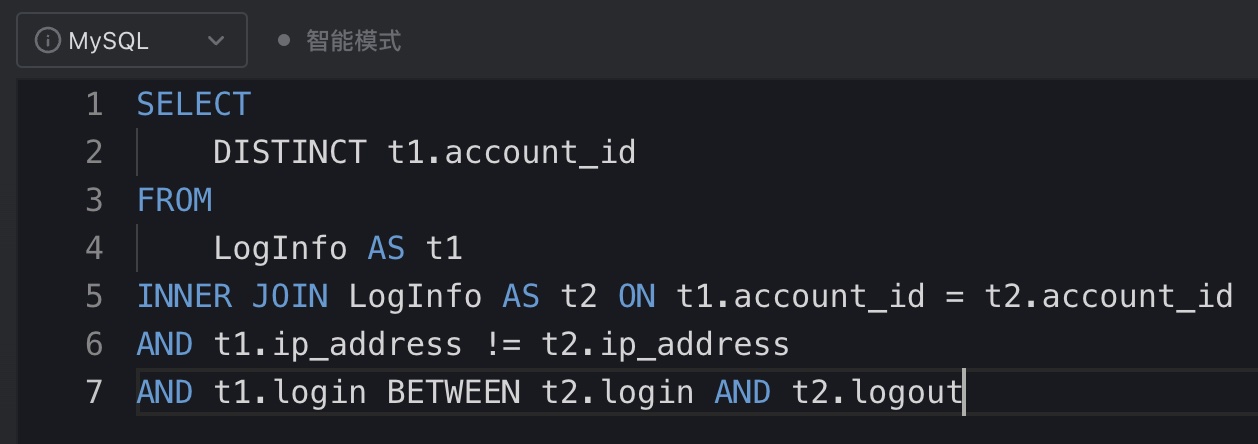 MySQL 智能模式
1 SELECT
2 DISTINCT t1.account_id
3 FROM
4 LogInfo AS t1
5 INNER JOIN LogInfo AS t2 ON t1.account_id = t2.account_id
6 AND t1.ip_address != t2.ip_address
7 AND t1.login BETWEEN t2.login AND t2.logout